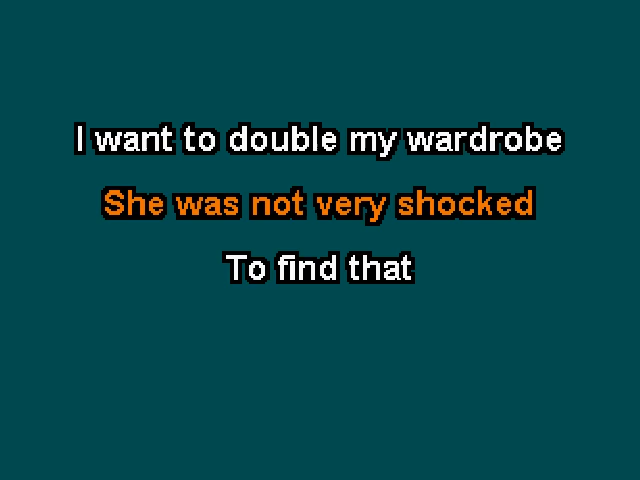 I want to double my wardrobe
She was not very shocked
To find that